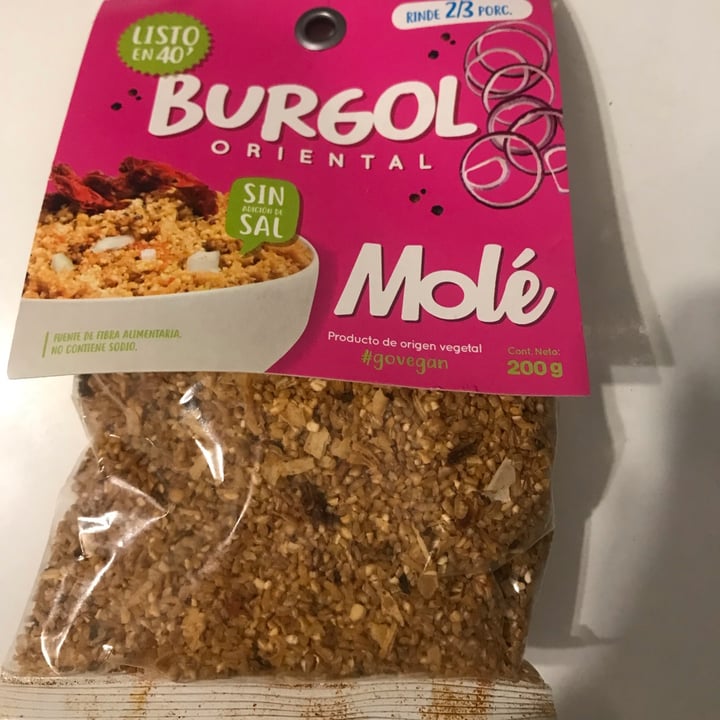 LISTO
EN 40'
RINDE 2/3 PORC.
BURGOL
ORIENTAL
SIN
ADICIÓN DE
SAL
Molé
FUENTE DE FIBRA ALIMENTARIA.
NO CONTIENE SODIO.
Producto de origen vegetal
#govegan
Cont. Neto:
200g